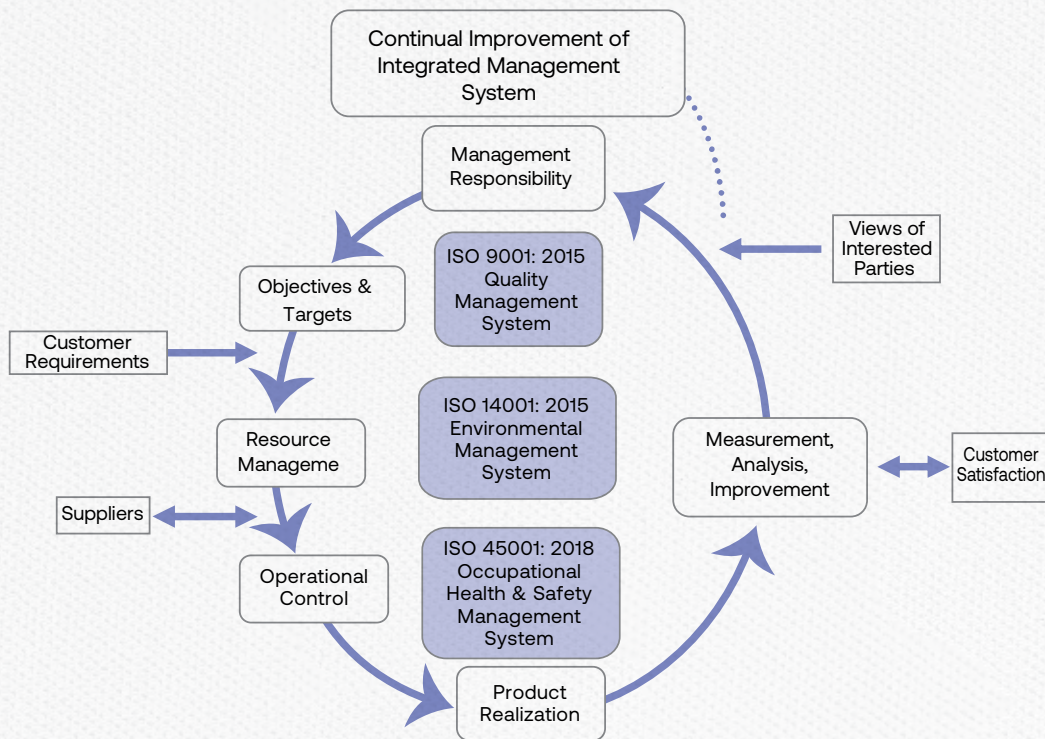 Continual Improvement of
Integrated Management
System
Management
Responsibility
ISO 9001: 2015
Quality
Management
System
Views of
Interested
Parties
Objectives &
Targets
Customer
Requirements
ISO 14001: 2015
Environmental
Management
System
Resource
Manageme
Measurement,
Analysis,
Improvement
Customer
Satisfaction
Suppliers
ISO 45001: 2018
Occupational
Health & Safety
Management
System
Operational
Control
Product
Realization